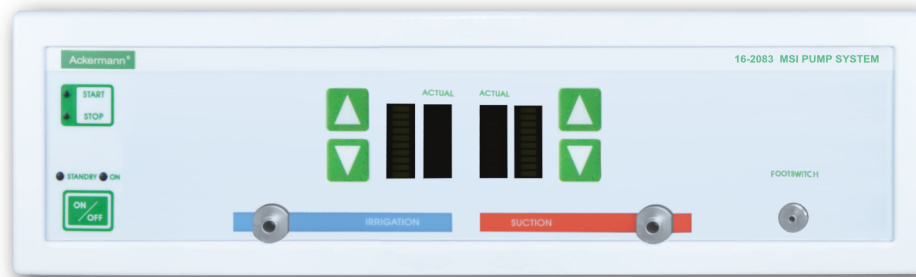 Ackermann®
16-2083 MSI PUMP SYSTEM
START
STOP
ACTUAL
ACTUAL
STANDBY
ON
FOOTSWITCH
ON/OFF
IRRIGATION
SUCTION